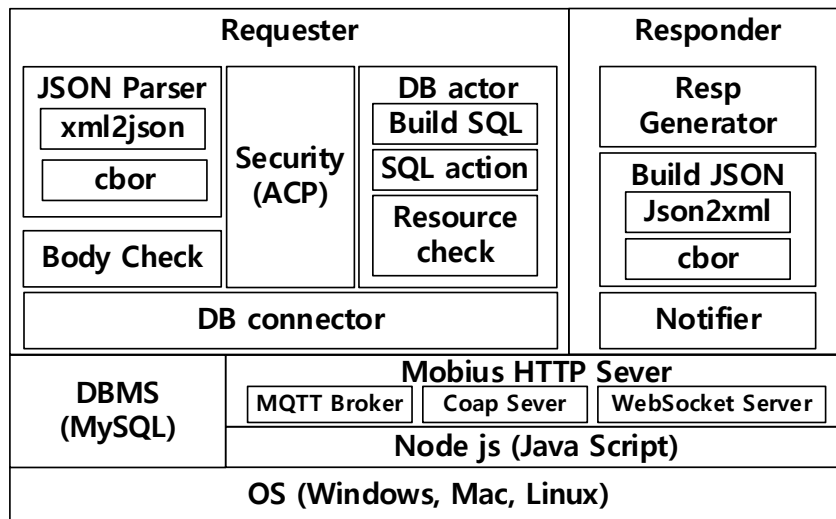 Requester
JSON Parser
xml2json
cbor
Body Check
Security
(ACP)
DB actor
Build SQL
SQL action
Resource
check
DB connector
Responder
Resp
Generator
Build JSON
Json2xml
cbor
Notifier
DBMS
(MySQL)
Mobius HTTP Sever
MQTT Broker
Coap Sever
WebSocket Server
Node js (Java Script)
OS (Windows, Mac, Linux)